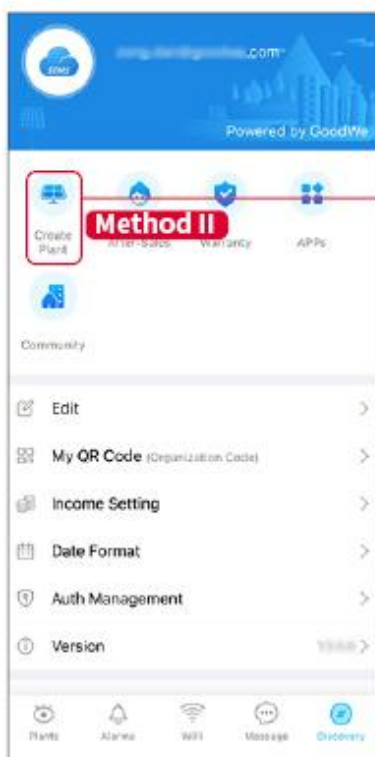 SEMS
.com
Powered by GoodWe
Create
Plant
Method II
After-Sales
Warranty
APPs
Community
Edit
My QR Code (Organization Code)
Income Setting
Date Format
Auth Management
Version
Plants
Alarms
WiFi
Message
Discovery